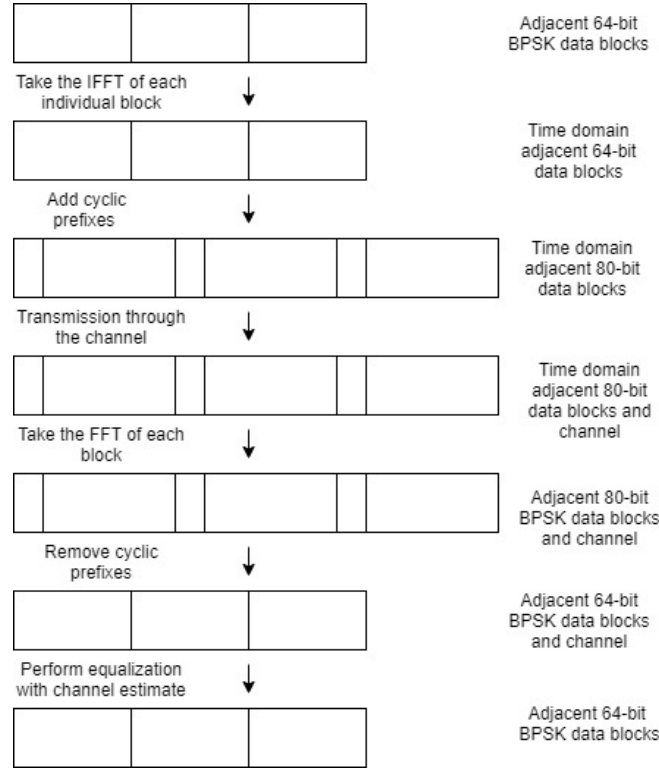 Adjacent 64-bit
BPSK data blocks
Take the IFFT of each
individual block
Time domain
adjacent 64-bit
data blocks
Add cyclic
prefixes
Time domain
adjacent 80-bit
data blocks
Transmission through
the channel
Time domain
adjacent 80-bit
data blocks and
channel
Take the FFT of each
block
Adjacent 80-bit
BPSK data blocks
and channel
Remove cyclic
prefixes
Adjacent 64-bit
BPSK data blocks
and channel
Perform equalization
with channel estimate
Adjacent 64-bit
BPSK data blocks